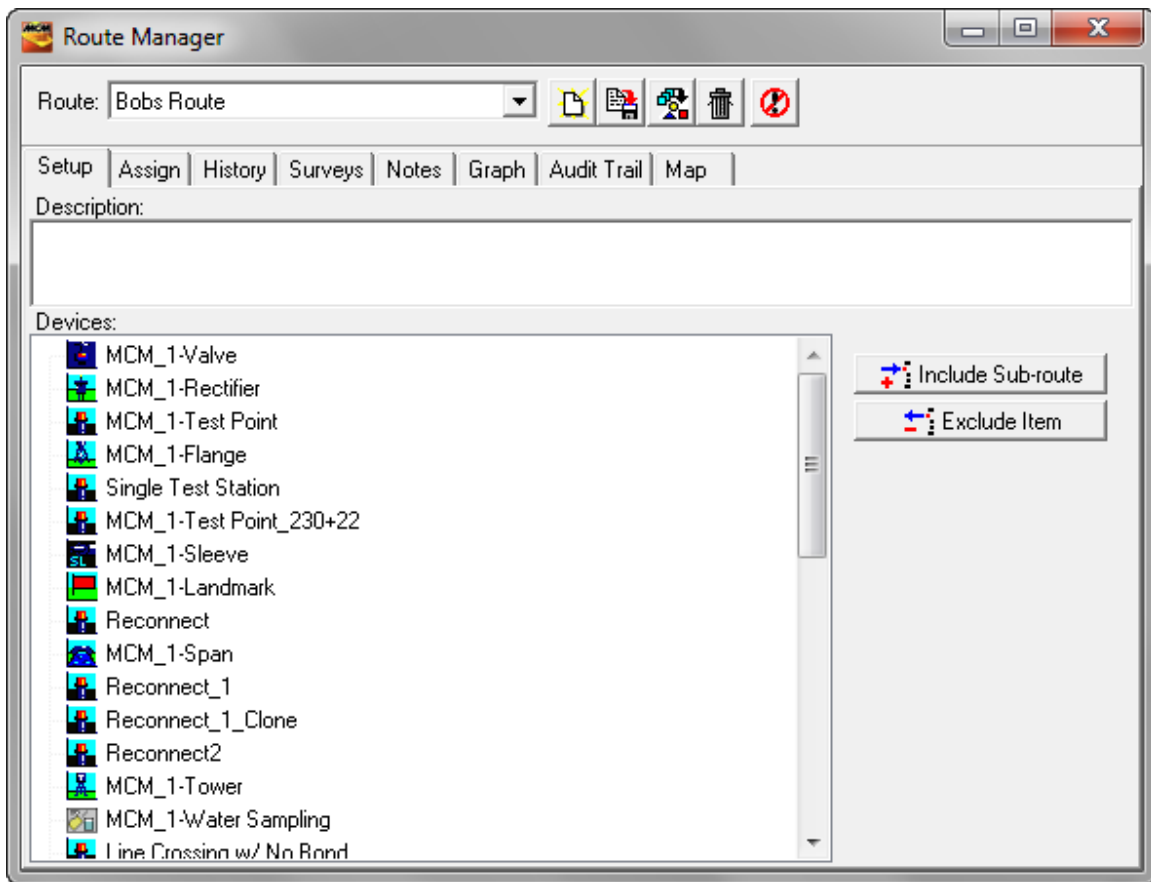 MCM
Route Manager
Route: Bobs Route
Setup Assign History Surveys Notes Graph Audit Trail Map
Description:
Devices:
MCM_1-Valve
MCM_1-Rectifier
MCM_1-Test Point
MCM_1-Flange
Single Test Station
MCM_1-Test Point_230+22
SL
MCM_1-Sleeve
MCM_1-Landmark
Reconnect
MCM_1-Span
Reconnect_1
Reconnect_1_Clone
Reconnect2
MCM_1-Tower
MCM_1-Water Sampling
Line Crossing w/ No Bond
Include Sub-route
Exclude Item